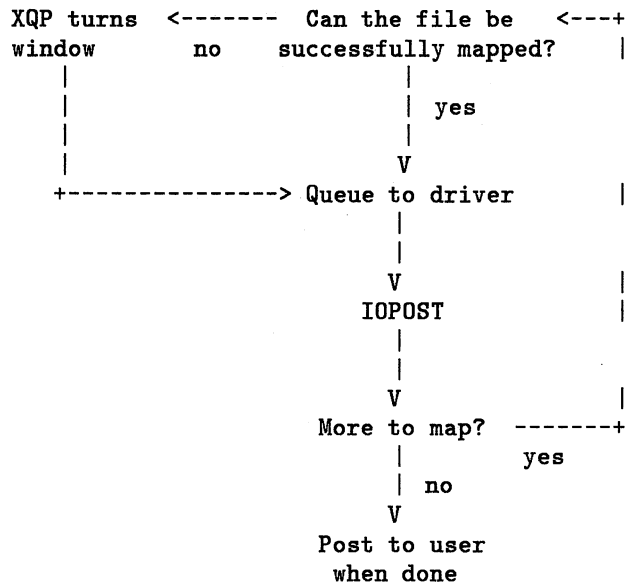 XQP turns <------- Can the file be <---+
window no successfully mapped? |
| |
| | yes
| |
| V
+----------------> Queue to driver |
|
|
V |
IOPOST |
|
|
V |
More to map? -------+
| yes
| no
V
Post to user
when done